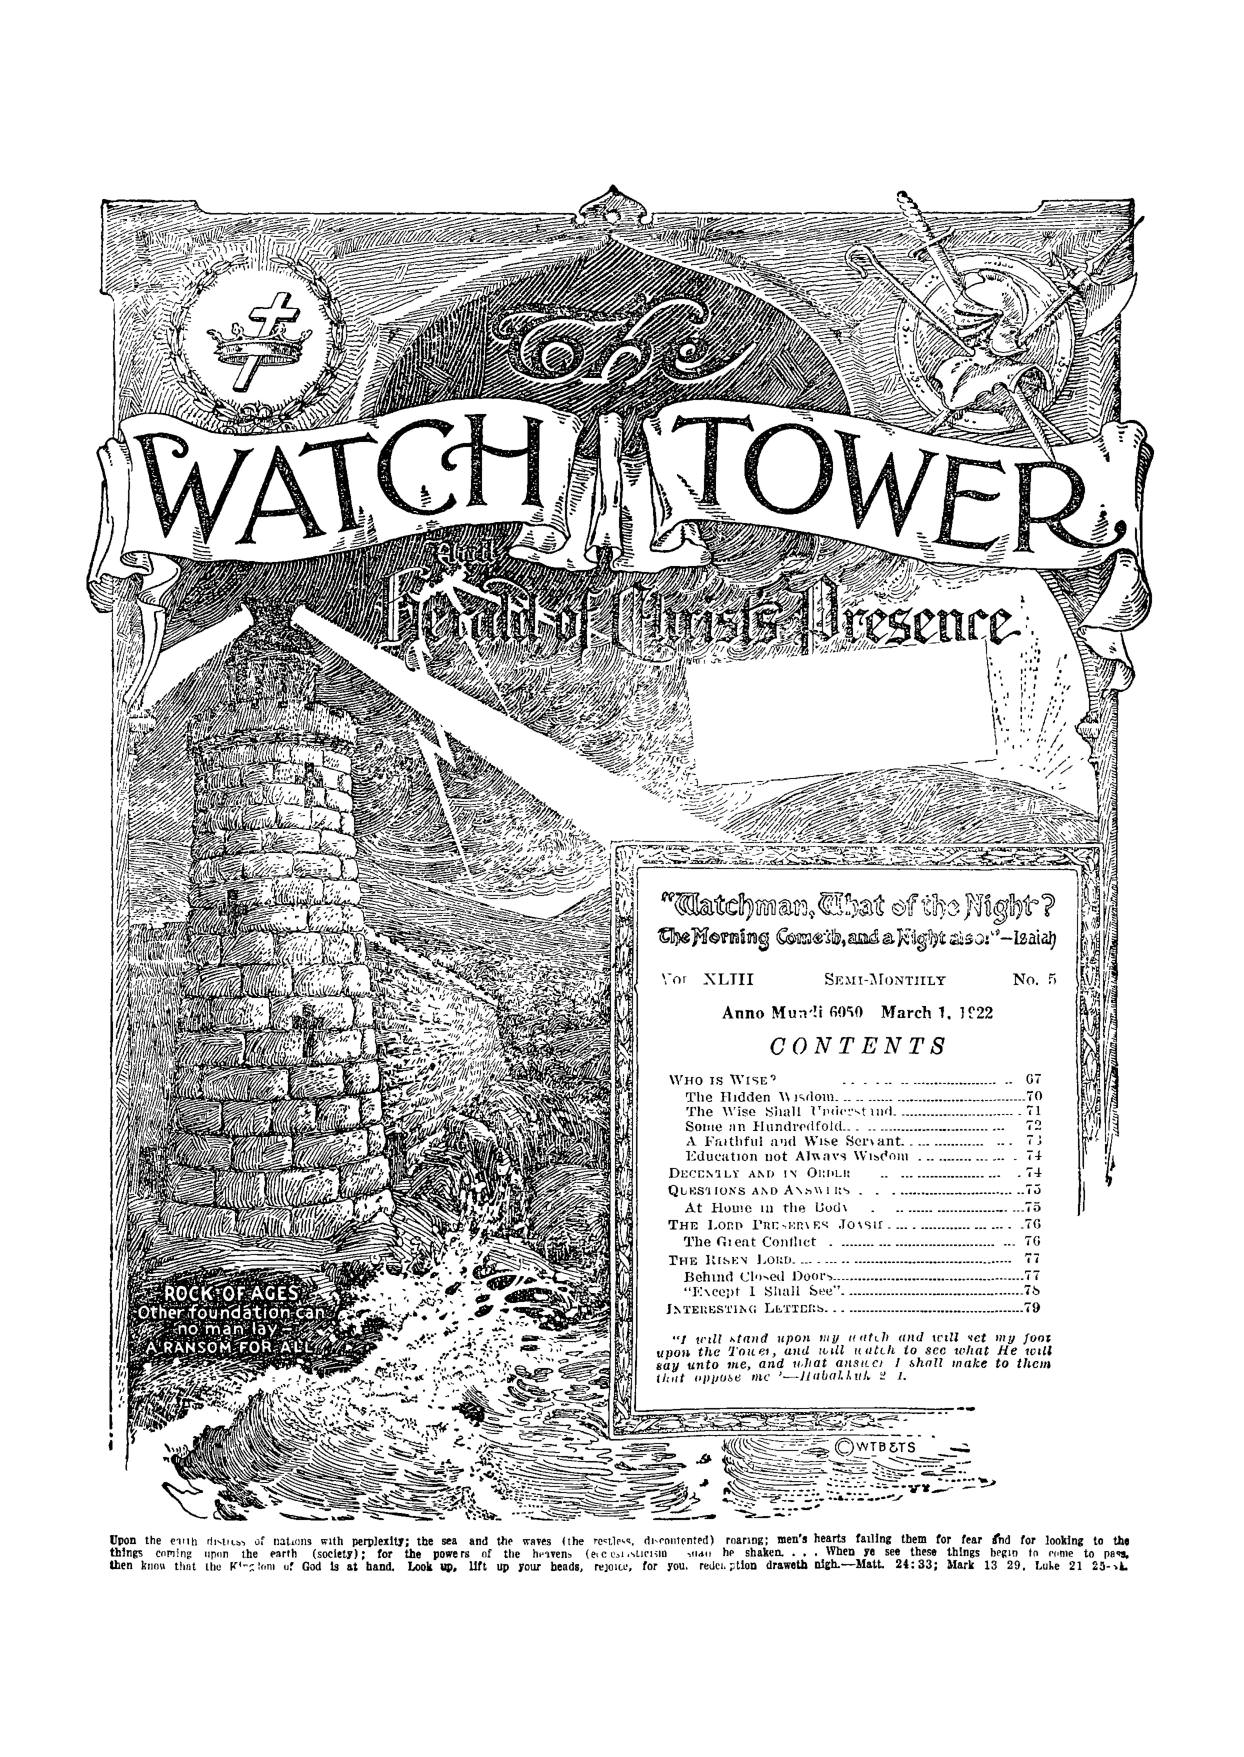 The
WATCH TOWER
And
Herald of Christ's Presence
"Watchman, What of the Night?
The Morning Cometh, and a Night also!"—Isaiah
Vol XLIII SEMI-MONTHLY No. 5
Anno Mundi 6050 March 1, 1922
CONTENTS
WHO IS WISE? 67
The Hidden Wisdom 70
The Wise Shall Understand 71
Some an Hundredfold 72
A Faithful and Wise Servant 73
Education not Always Wisdom 74
DECENTLY AND IN ORDER 74
QUESTIONS AND ANSWERS 75
At Home in the Body 75
THE LORD PRESERVES JOASH 76
The Great Conflict 76
THE RISEN LORD 77
Behind Closed Doors 77
"Except I Shall See" 78
INTERESTING LETTERS 79
"I will stand upon my watch and will set my foot
upon the Tower, and will watch to see what He will
say unto me, and what answer I shall make to them
that oppose me"—Habakkuk 2 1.
ROCK OF AGES
Other foundation can
no man lay—
A RANSOM FOR ALL
©WTB&TS
Upon the earth distress of nations with perplexity; the sea and the waves (the restless, discontented) roaring; men's hearts failing them for fear and for looking to the
things coming upon the earth (society); for the powers of the heavens (ecclesiasticism shall be shaken. . . . When ye see these things begin to come to pass,
then know that the Kingdom of God is at hand. Look up, lift up your heads, rejoice, for your redemption draweth nigh.—Matt. 24:33; Mark 13 29, Luke 21 25-